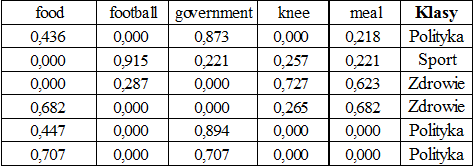 food football government knee meal Klasy
0,436 0,000 0,873 0,000 0,218 Polityka
0,000 0,915 0,221 0,257 0,221 Sport
0,000 0,287 0,000 0,727 0,623 Zdrowie
0,682 0,000 0,000 0,265 0,682 Zdrowie
0,447 0,000 0,894 0,000 0,000 Polityka
0,707 0,000 0,707 0,000 0,000 Polityka